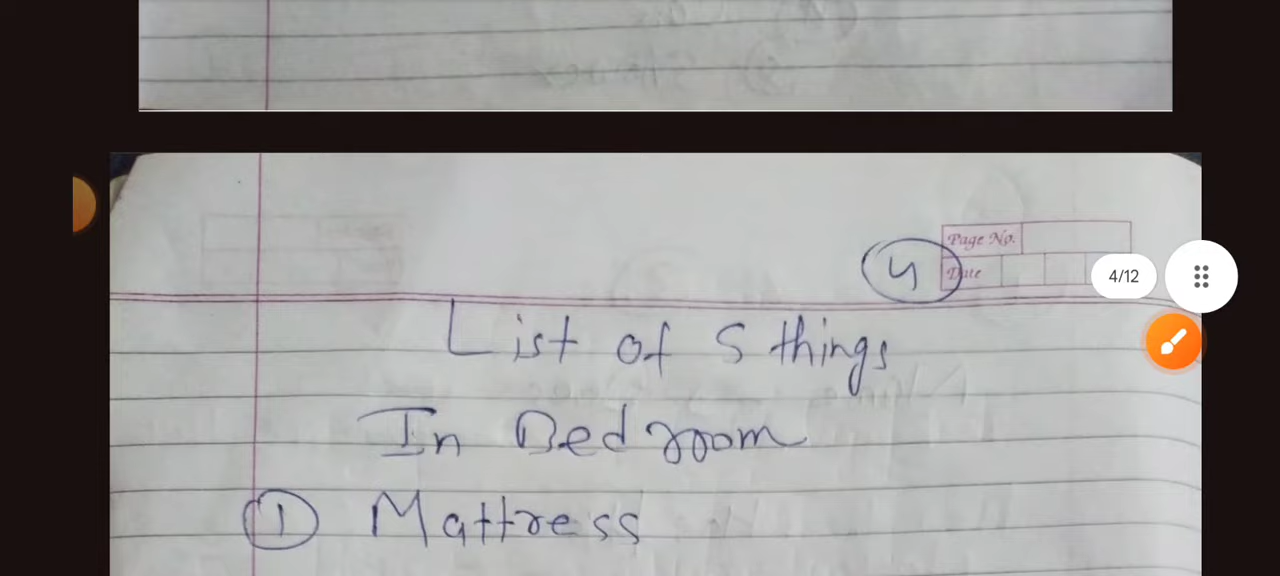 Page No.
4
Date
4/12
List of 5 things
In Bedroom
1 Mattress